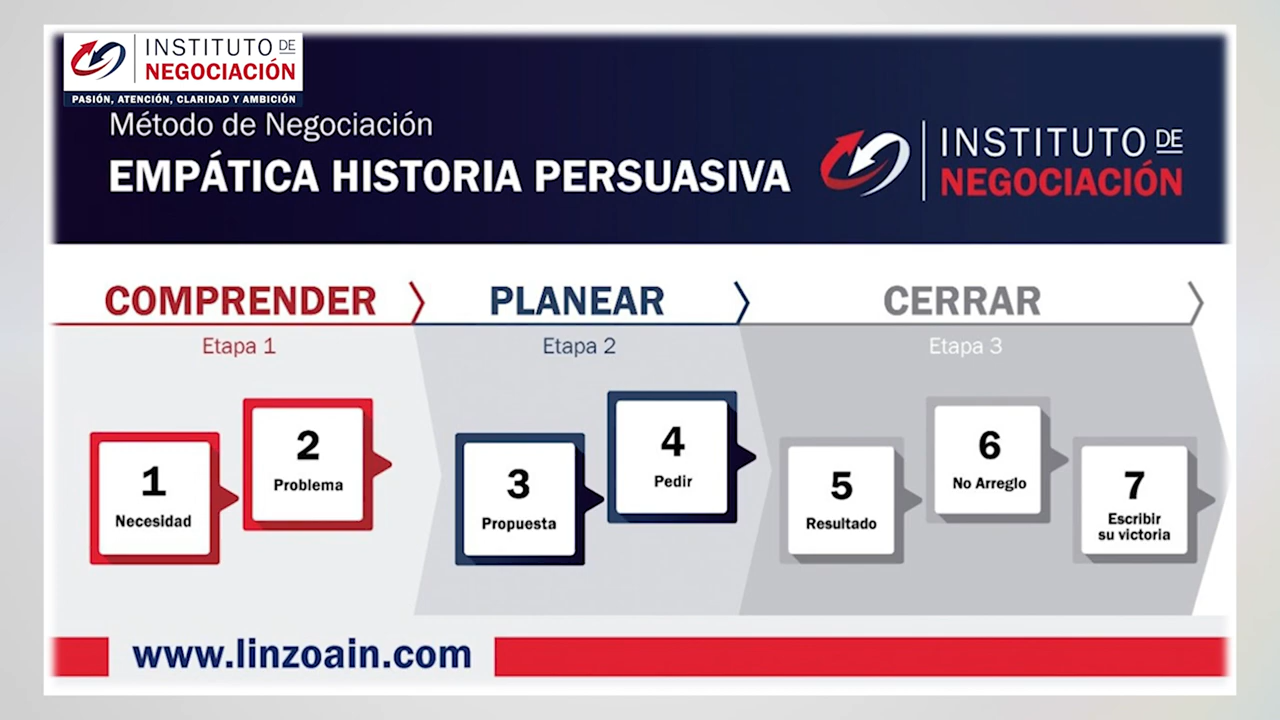 INSTITUTO DE
NEGOCIACIÓN
PASIÓN, ATENCIÓN, CLARIDAD Y AMBICIÓN
Método de Negociación
EMPÁTICA HISTORIA PERSUASIVA
INSTITUTO DE
NEGOCIACIÓN
COMPRENDER
Etapa 1
1
Necesidad
2
Problema
PLANEAR
Etapa 2
3
Propuesta
4
Pedir
CERRAR
Etapa 3
5
Resultado
6
No Arreglo
7
Escribir
su victoria
www.linzoain.com